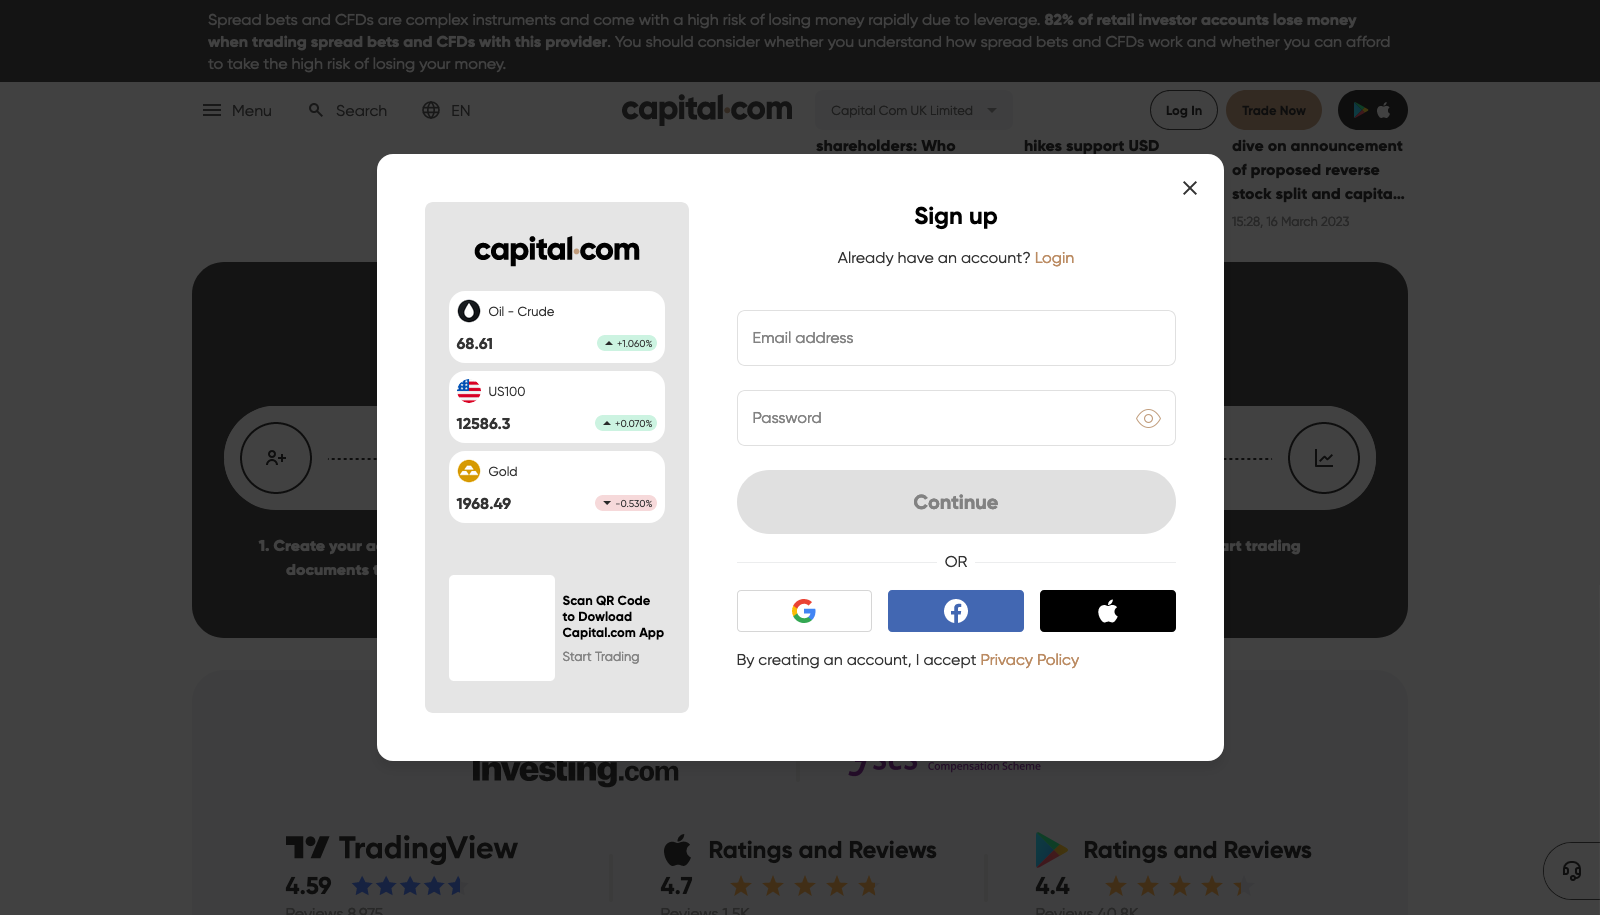 Spread bets and CFDs are complex instruments and come with a high risk of losing money rapidly due to leverage. 82% of retail investor accounts lose money
when trading spread bets and CFDs with this provider. You should consider whether you understand how spread bets and CFDs work and whether you can afford
to take the high risk of losing your money.
Menu
Search
EN
capital.com
Capital Com UK Limited
Log In
Trade Now
shareholders: Who
hikes support USD
dive on announcement
of proposed reverse
stock split and capita...
15:28, 16 March 2023
capital.com
Oil - Crude
68.61
+1.060%
US100
12586.3
+0.070%
Gold
1968.49
-0.530%
Scan QR Code
to Dowload
Capital.com App
Start Trading
Sign up
Already have an account? Login
Email address
Password
Continue
OR
By creating an account, I accept Privacy Policy
1. Create your a
documents
art trading
Investing.com
Compensation Scheme
TradingView
4.59
Reviews 8,975
Ratings and Reviews
4.7
Reviews 1.5K
Ratings and Reviews
4.4
Reviews 40.8K